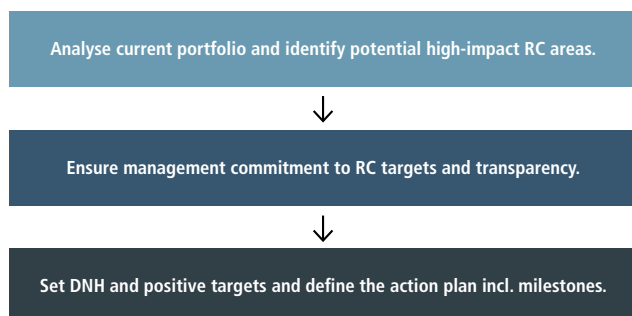 Analyse current portfolio and identify potential high-impact RC areas.
Ensure management commitment to RC targets and transparency.
Set DNH and positive targets and define the action plan incl. milestones.